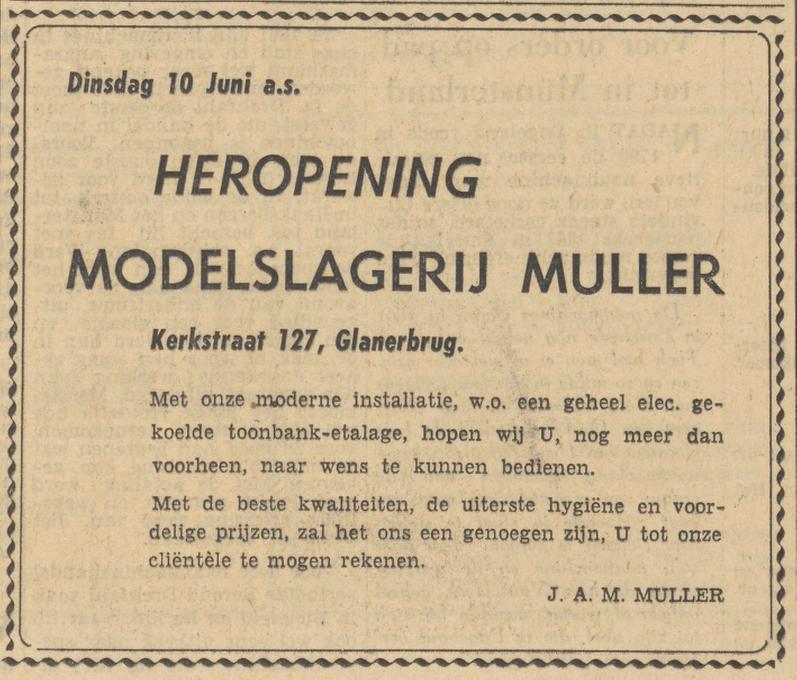 Dinsdag 10 Juni a.s.
HEROPENING
MODELSLAGERIJ MULLER
Kerkstraat 127, Glanerbrug.
Met onze moderne installatie, w.o. een geheel elec. ge-
koelde toonbank-etalage, hopen wij U, nog meer dan
voorheen, naar wens te kunnen bedienen.
Met de beste kwaliteiten, de uiterste hygiëne en voor-
delige prijzen, zal het ons een genoegen zijn, U tot onze
cliëntèle te mogen rekenen.
J. A. M. MULLER